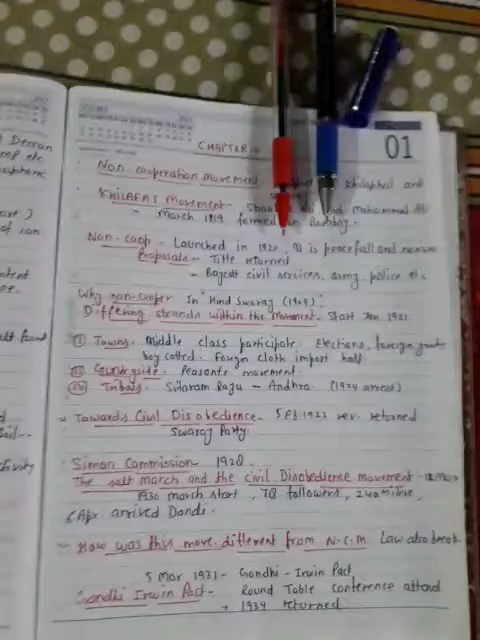 Deccan
etc
CHAPTER
01
Non cooperation movement
Khilaphat and
KHILAFAT Movement - Mohammad Ali
- March 1919 formed in Bombay.
Non-coop - Launched in 1920. It is peacefull and
Proposals - Title returned
- Boycott civil services, army, police etc
Why non-cooper In "Hind Swaraj (1909)"
Differing strands within the movement - Start Jan 1921
(i) Towns - Middle class participate Elections, foreign goods
boycotted. Foreign cloth import half
(ii) Countryside - Peasants movement
(iii) Tribals - Sitaram Raju - Andhra (1924 arrest)
~ Towards Civil Disobedience - 5 Feb 1922 returned
Swaraj Party
Simon Commission - 1928
The salt march and the civil Disobedience movement - 12 Mar
1930 march start, 78 followers, 240 miles,
6 Apr. arrived Dandi.
~ How was this move. different from N.C.M Law also break
5 Mar 1931 - Gandhi - Irwin Pact
Gandhi Irwin Pact - Round Table Conference attend
+ 1934 returned